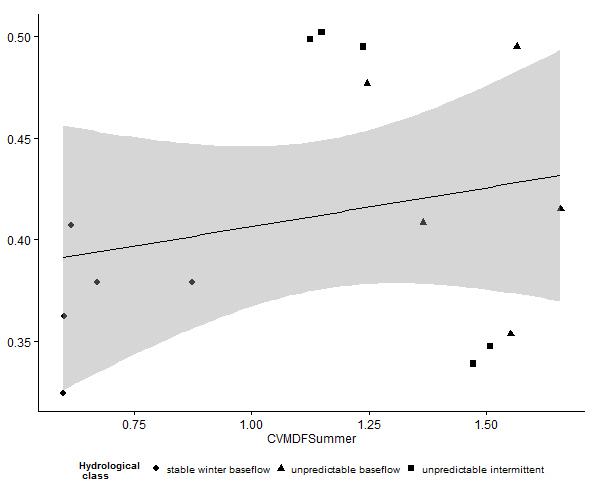 0.50
0.45
0.40
0.35
0.75 1.00 1.25 1.50
CVMDFSummer
Hydrological
class
stable winter baseflow unpredictable baseflow unpredictable intermittent